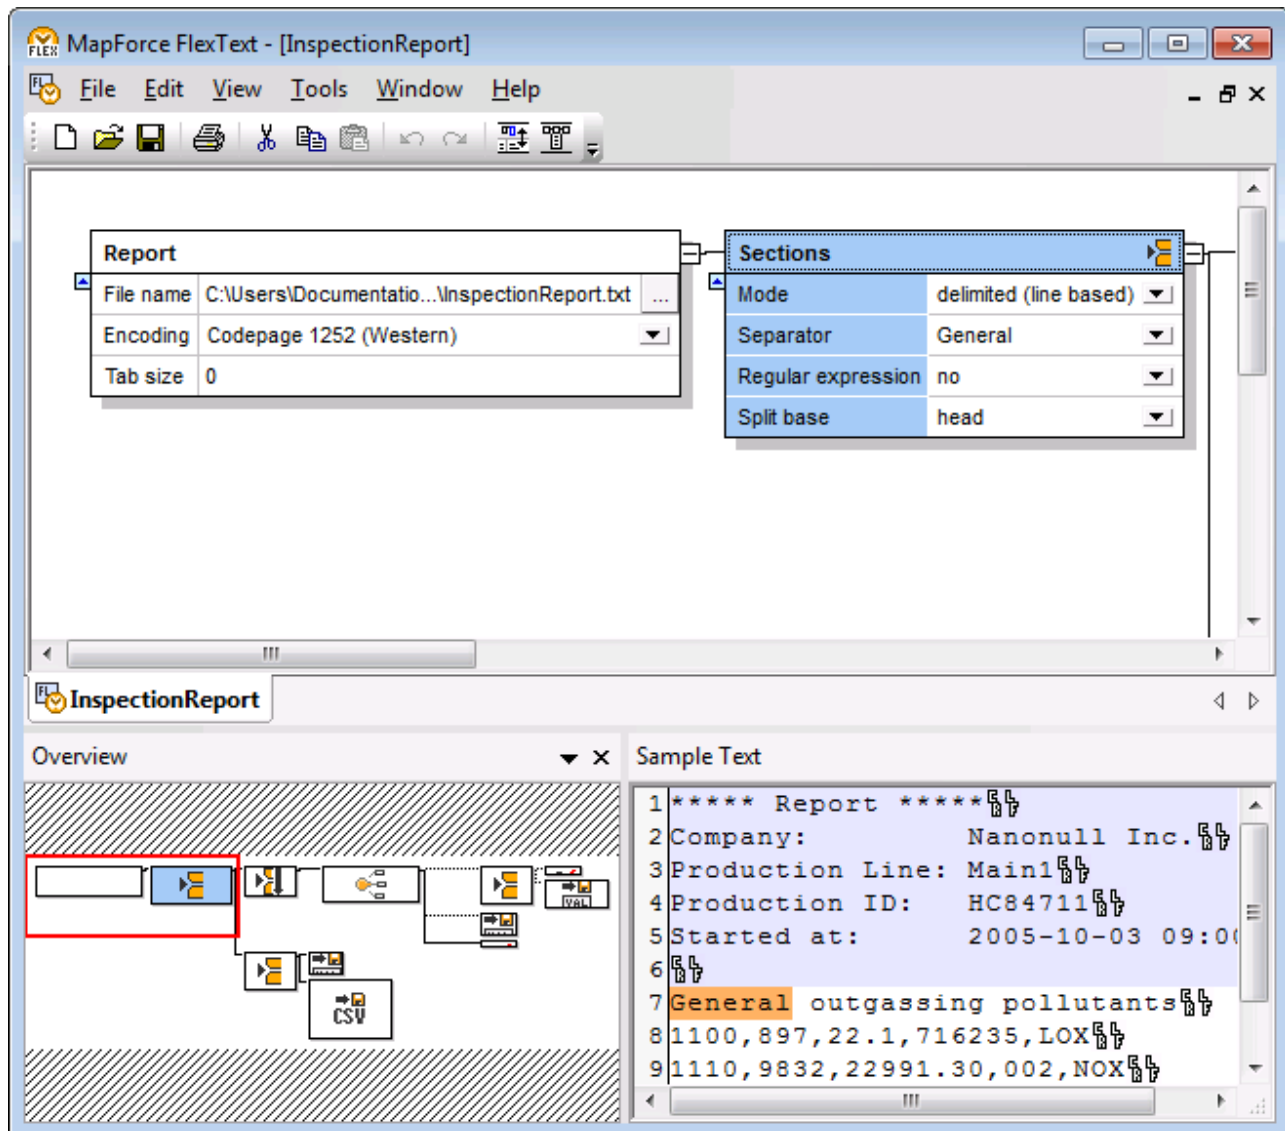 MapForce FlexText - [InspectionReport]
File Edit View Tools Window Help
Report
File name C:\Users\Documentatio...\InspectionReport.txt ...
Encoding Codepage 1252 (Western)
Tab size 0
Sections
Mode delimited (line based)
Separator General
Regular expression no
Split base head
InspectionReport
Overview
VAL
CSV
Sample Text
1 ***** Report *****
2 Company: Nanonull Inc.
3 Production Line: Main1
4 Production ID: HC84711
5 Started at: 2005-10-03 09:00
6
7 General outgassing pollutants
8 1100,897,22.1,716235,LOX
9 1110,9832,22991.30,002,NOX